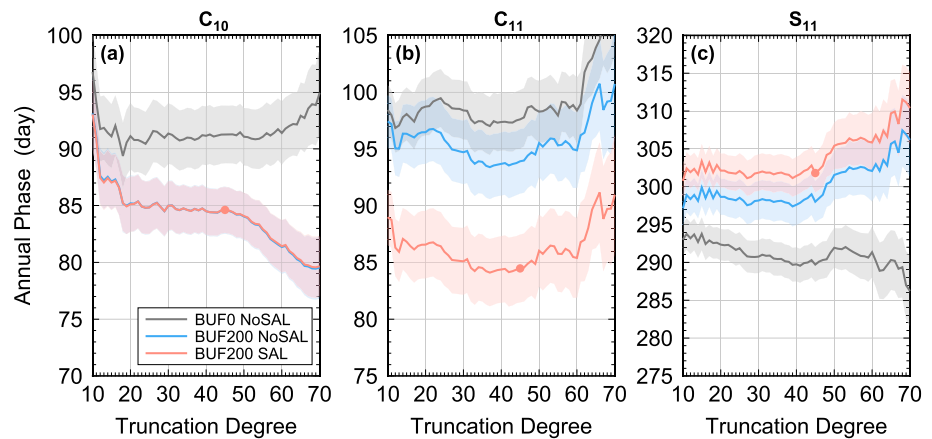 C10 C11 S11
(a) (b) (c)
Annual Phase (day)
100
95
90
85
80
75
70
105
100
95
90
85
80
75
320
315
310
305
300
295
290
285
280
275
BUF0 NoSAL
BUF200 NoSAL
BUF200 SAL
10 20 30 40 50 60 70
10 20 30 40 50 60 70
10 20 30 40 50 60 70
Truncation Degree Truncation Degree Truncation Degree